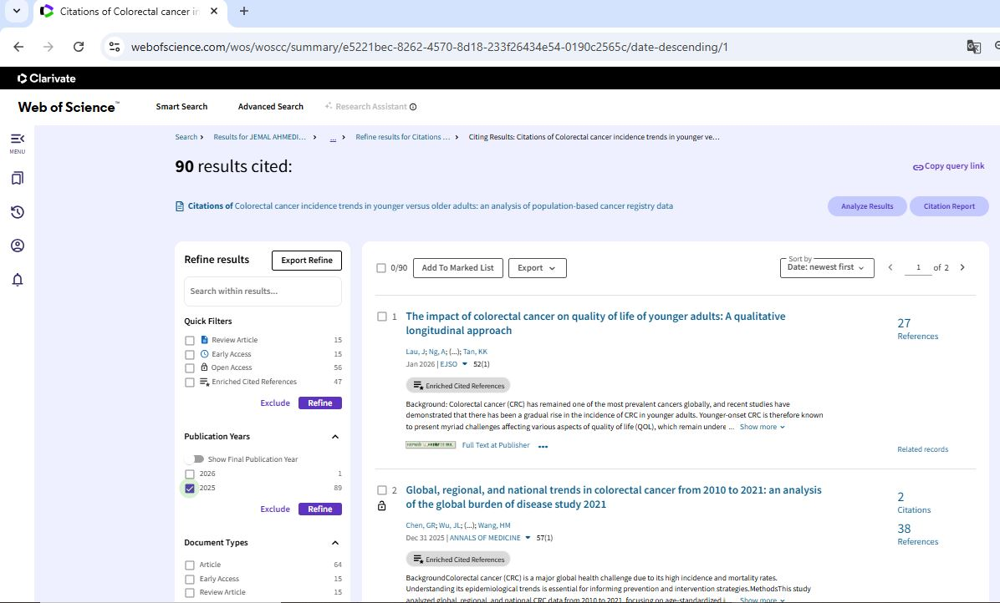 Citations of Colorectal cancer in
webofscience.com/wos/woscc/summary/e5221bec-8262-4570-8d18-233f26434e54-0190c2565c/date-descending/1
Clarivate
Web of Science™
Smart Search
Advanced Search
Research Assistant
MENU
Search > Results for JEMAL AHMEDI... > ... > Refine results for Citations ... > Citing Results: Citations of Colorectal cancer incidence trends in younger ve...
90 results cited:
Copy query link
Citations of Colorectal cancer incidence trends in younger versus older adults: an analysis of population-based cancer registry data
Analyze Results
Citation Report
Refine results
Export Refine
Search within results...
Quick Filters
Review Article 15
Early Access 15
Open Access 56
Enriched Cited References 47
Exclude Refine
Publication Years
Show Final Publication Year
2026 1
2025 89
Exclude Refine
Document Types
Article 64
Early Access 15
Review Article 15
0/90
Add To Marked List
Export
Sort by
Date: newest first
1 of 2
1
The impact of colorectal cancer on quality of life of younger adults: A qualitative
longitudinal approach
Lau, J; Ng, A; (...); Tan, KK
Jan 2026 | EJSO 52(1)
Enriched Cited References
Background: Colorectal cancer (CRC) has remained one of the most prevalent cancers globally, and recent studies have
demonstrated that there has been a gradual rise in the incidence of CRC in younger adults. Younger-onset CRC is therefore known
to present myriad challenges affecting various aspects of quality of life (QOL), which remain undere ... Show more
Full Text at Publisher
27
References
Related records
2
Global, regional, and national trends in colorectal cancer from 2010 to 2021: an analysis
of the global burden of disease study 2021
Chen, GR; Wu, JL; (...); Wang, HM
Dec 31 2025 | ANNALS OF MEDICINE 57(1)
Enriched Cited References
BackgroundColorectal cancer (CRC) is a major global health challenge due to its high incidence and mortality rates.
Understanding its epidemiological trends is essential for informing prevention and intervention strategies.MethodsThis study
analyzed global, regional, and national CRC data from 2010 to 2021, focusing on age-standardized i... Show more
2
Citations
38
References